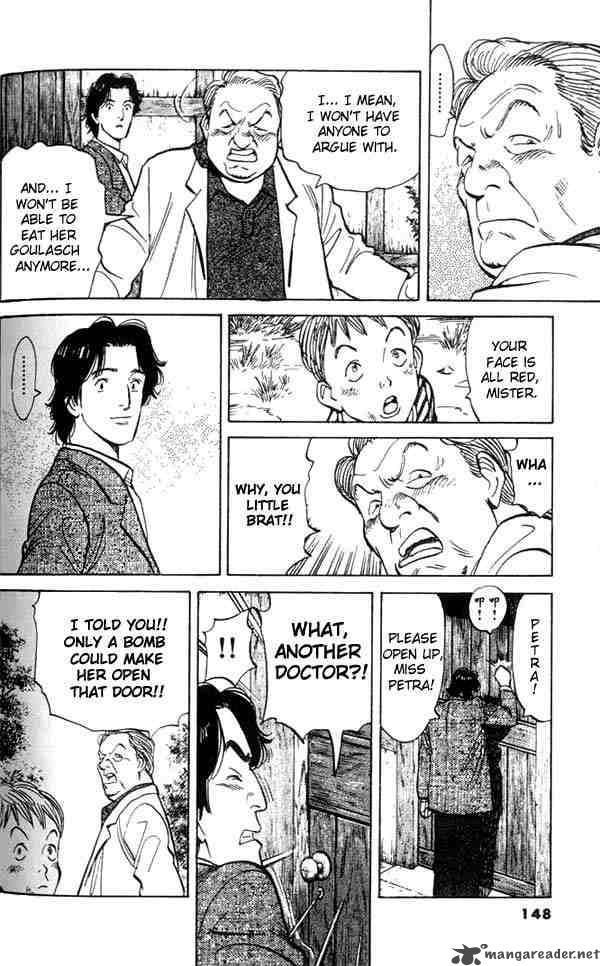 ........
I... I MEAN,
I WON'T HAVE
ANYONE TO
ARGUE WITH.
AND... I
WON'T BE
ABLE TO
EAT HER
GOULASCH
ANYMORE...
YOUR
FACE IS
ALL RED,
MISTER.
........
WHA
...
WHY, YOU
LITTLE
BRAT!!
PETRA!
PLEASE
OPEN UP,
MISS
PETRA!
WHAT,
ANOTHER
DOCTOR?!
!!
I TOLD YOU!!
ONLY A BOMB
COULD MAKE
HER OPEN
THAT DOOR!!
148
mangareader.net